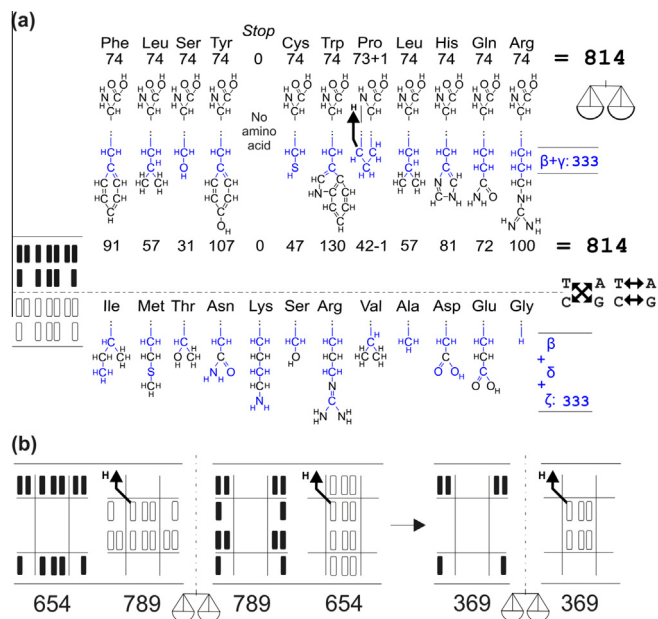 (a)
Stop
Phe Leu Ser Tyr Cys Trp Pro Leu His Gln Arg
74 74 74 74 0 74 74 73+1 74 74 74 74 = 814
H
No
amino
acid
β+γ: 333
91 57 31 107 0 47 130 42-1 57 81 72 100 = 814
T A T A
C G C G
Ile Met Thr Asn Lys Ser Arg Val Ala Asp Glu Gly
β
+
δ
+
ζ: 333
(b)
H H H
654 789 789 654 369 369